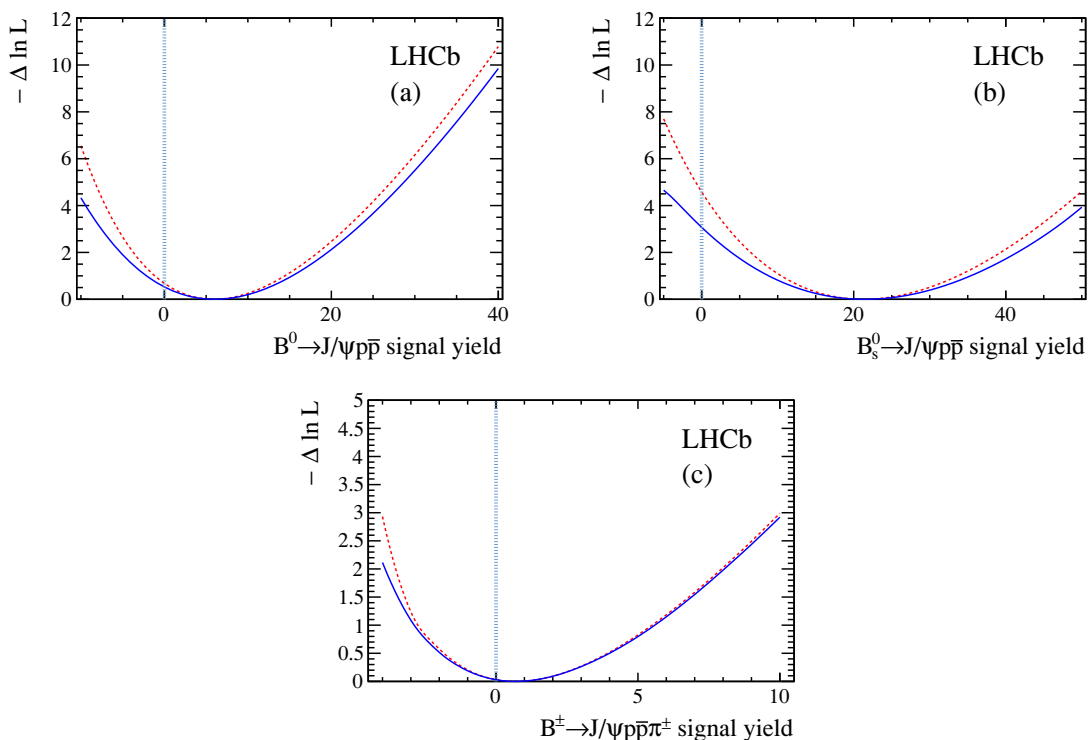 12
10
8
6
4
2
0
− Δ ln L
LHCb
(a)
0 20 40
B⁰→J/ψpp̅ signal yield
12
10
8
6
4
2
0
− Δ ln L
LHCb
(b)
0 20 40
B⁰ₛ→J/ψpp̅ signal yield
5
4.5
4
3.5
3
2.5
2
1.5
1
0.5
0
− Δ ln L
LHCb
(c)
0 5 10
B±→J/ψpp̅π± signal yield